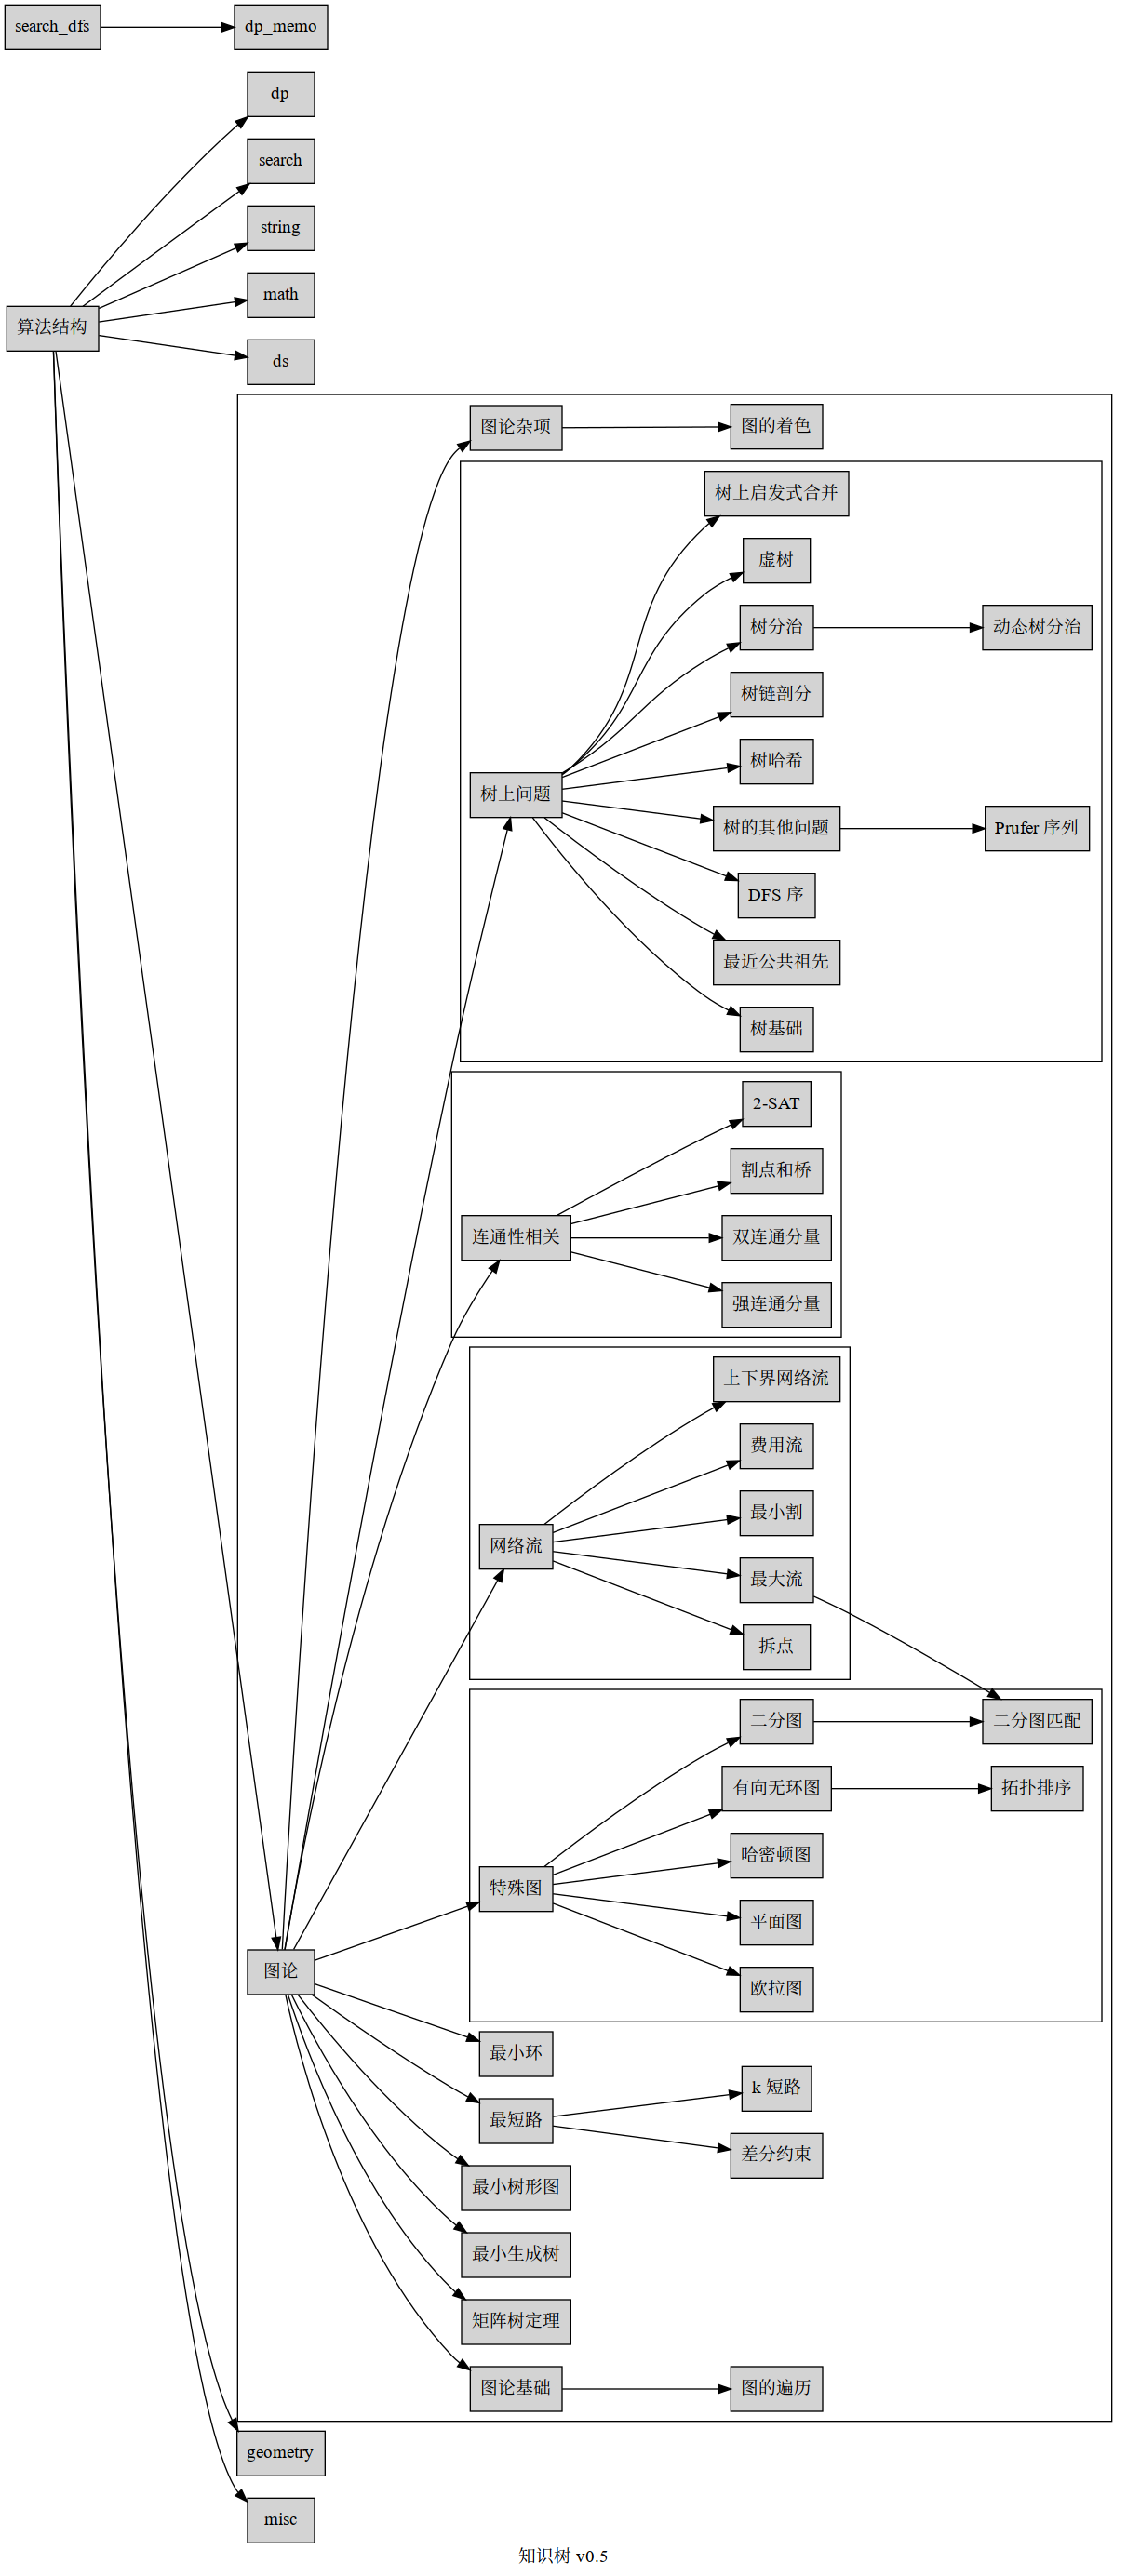 search_dfs
dp_memo
dp
search
string
math
算法结构
ds
图论杂项
图的着色
树上启发式合并
虚树
树分治
动态树分治
树链剖分
树哈希
树上问题
树的其他问题
Prufer 序列
DFS 序
最近公共祖先
树基础
2-SAT
割点和桥
连通性相关
双连通分量
强连通分量
上下界网络流
费用流
最小割
网络流
最大流
拆点
二分图
二分图匹配
有向无环图
拓扑排序
哈密顿图
特殊图
平面图
图论
欧拉图
最小环
k 短路
最短路
差分约束
最小树形图
最小生成树
矩阵树定理
图论基础
图的遍历
geometry
misc
知识树 v0.5